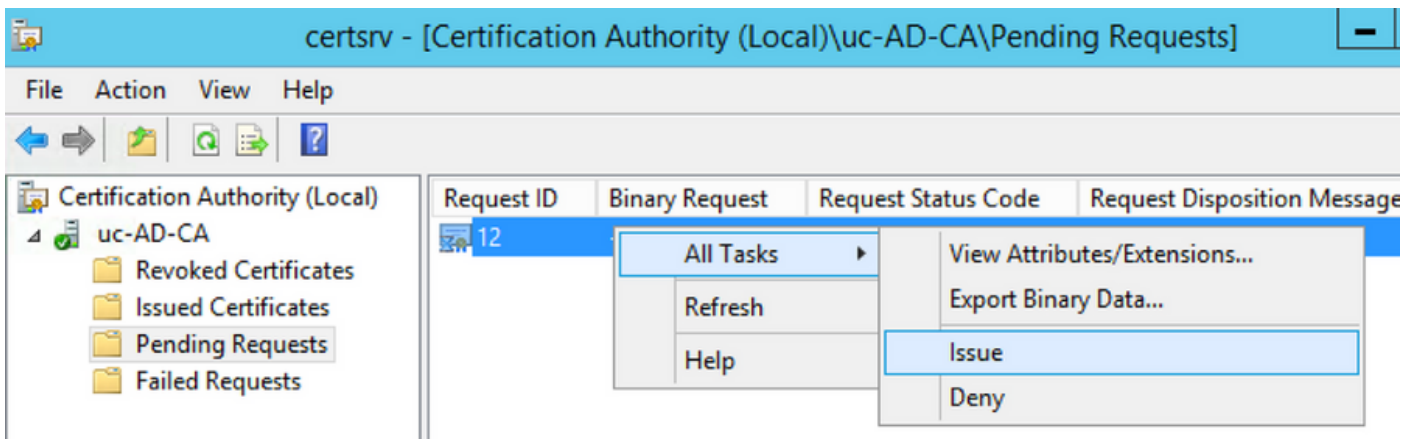 certsrv - [Certification Authority (Local)\uc-AD-CA\Pending Requests]
File Action View Help
Certification Authority (Local)
uc-AD-CA
Revoked Certificates
Issued Certificates
Pending Requests
Failed Requests
Request ID Binary Request Request Status Code Request Disposition Message
12
All Tasks
Refresh
Help
View Attributes/Extensions...
Export Binary Data...
Issue
Deny